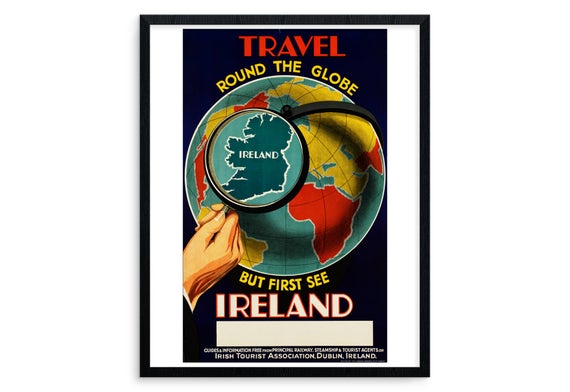 TRAVEL
ROUND THE GLOBE
IRELAND
BUT FIRST SEE
IRELAND
GUIDES & INFORMATION FREE FROM PRINCIPAL RAILWAY, STEAMSHIP & TOURIST AGENTS OR
IRISH TOURIST ASSOCIATION, DUBLIN, IRELAND.